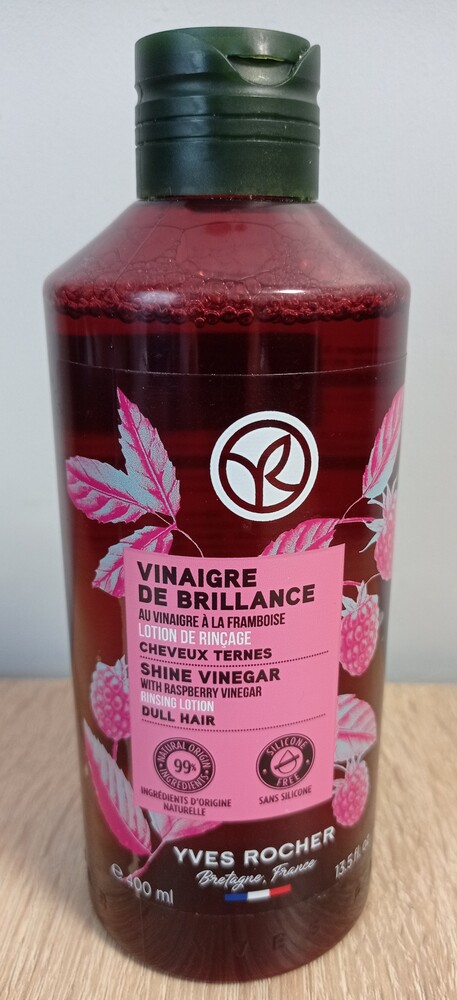 YR
VINAIGRE
DE BRILLANCE
AU VINAIGRE À LA FRAMBOISE
LOTION DE RINÇAGE
CHEVEUX TERNES
SHINE VINEGAR
WITH RASPBERRY VINEGAR
RINSING LOTION
DULL HAIR
NATURAL ORIGIN
99%
INGREDIENTS
SILICONE
FREE
INGRÉDIENTS D'ORIGINE
NATURELLE
SANS SILICONE
YVES ROCHER
Bretagne, France
℮ 400 ml
13.5 fl.